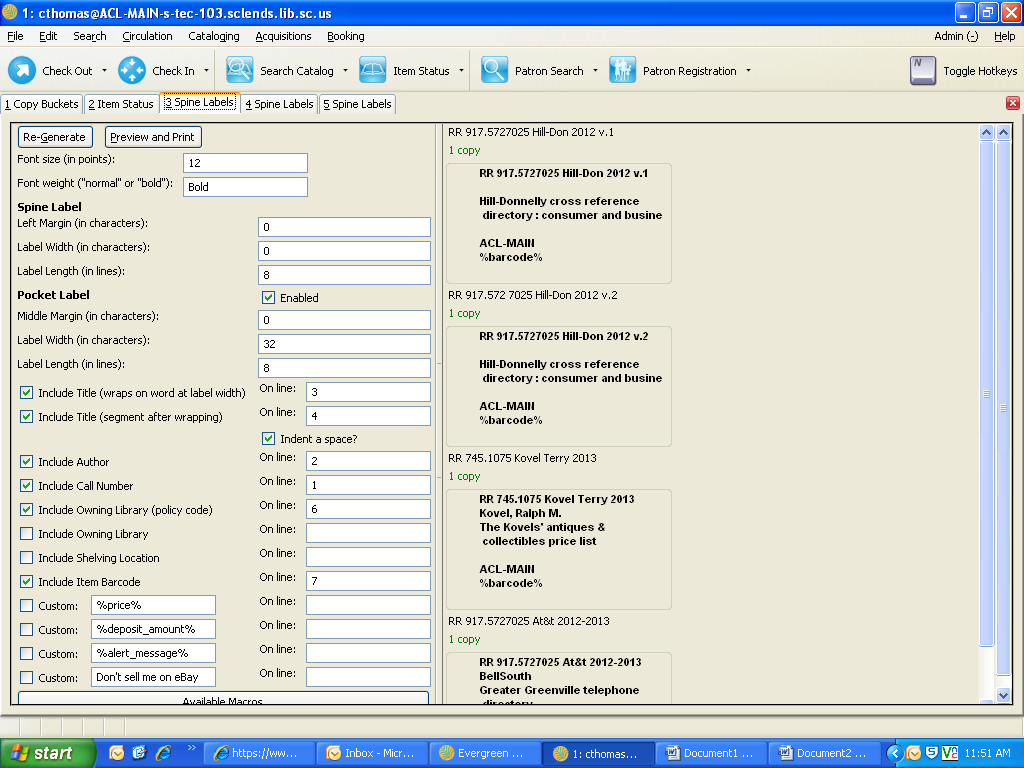 1: cthomas@ACL-MAIN-s-tec-103.sclends.lib.sc.us
File Edit Search Circulation Cataloging Acquisitions Booking Admin (-) Help
Check Out Check In Search Catalog Item Status Patron Search Patron Registration N Toggle Hotkeys
1 Copy Buckets 2 Item Status 3 Spine Labels 4 Spine Labels 5 Spine Labels
Re-Generate Preview and Print
Font size (in points): 12
Font weight ("normal" or "bold"): Bold
Spine Label
Left Margin (in characters): 0
Label Width (in characters): 0
Label Length (in lines): 8
Pocket Label Enabled
Middle Margin (in characters): 0
Label Width (in characters): 32
Label Length (in lines): 8
Include Title (wraps on word at label width) On line: 3
Include Title (segment after wrapping) On line: 4
Indent a space?
Include Author On line: 2
Include Call Number On line: 1
Include Owning Library (policy code) On line: 6
Include Owning Library On line:
Include Shelving Location On line:
Include Item Barcode On line: 7
Custom: %price% On line:
Custom: %deposit_amount% On line:
Custom: %alert_message% On line:
Custom: Don't sell me on eBay On line:
Available Macros
RR 917.5727025 Hill-Don 2012 v.1
1 copy
RR 917.5727025 Hill-Don 2012 v.1
Hill-Donnelly cross reference
directory : consumer and busine
ACL-MAIN
%barcode%
RR 917.572 7025 Hill-Don 2012 v.2
1 copy
RR 917.5727025 Hill-Don 2012 v.2
Hill-Donnelly cross reference
directory : consumer and busine
ACL-MAIN
%barcode%
RR 745.1075 Kovel Terry 2013
1 copy
RR 745.1075 Kovel Terry 2013
Kovel, Ralph M.
The Kovels' antiques &
collectibles price list
ACL-MAIN
%barcode%
RR 917.5727025 At&t 2012-2013
1 copy
RR 917.5727025 At&t 2012-2013
BellSouth
Greater Greenville telephone
directory
start https://ww... Inbox - Micr... Evergreen ... 1: cthomas... Document1 ... Document2 ... 11:51 AM